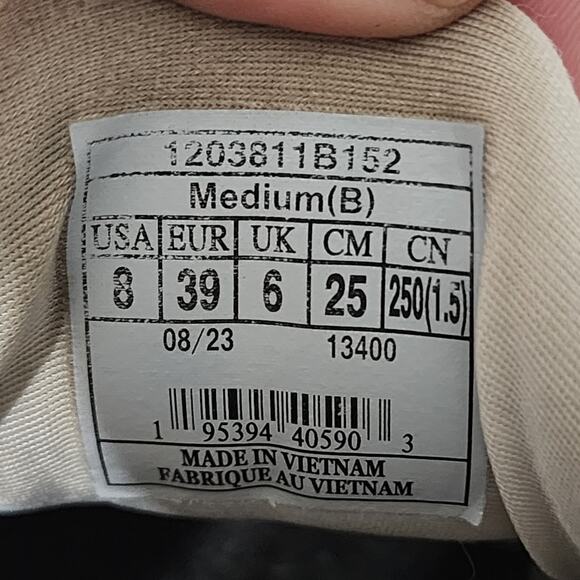 1203811B152
Medium(B)
USA EUR UK CM CN
8 39 6 25 250(1.5)
08/23 13400
1 95394 40590 3
MADE IN VIETNAM
FABRIQUE AU VIETNAM